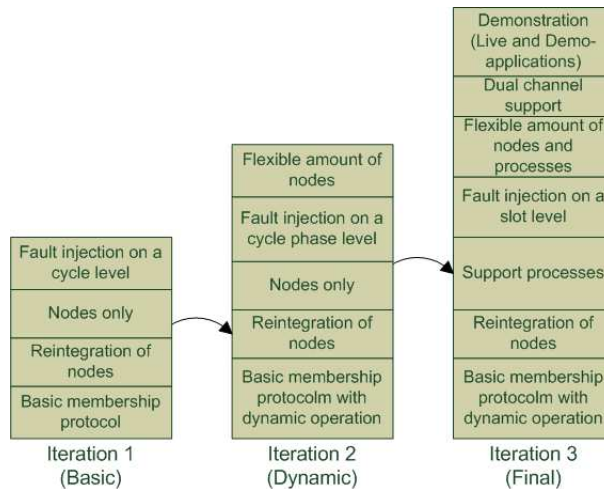 Fault injection on a
cycle level
Nodes only
Reintegration of
nodes
Basic membership
protocol
Iteration 1
(Basic)
Flexible amount of
nodes
Fault injection on a
cycle phase level
Nodes only
Reintegration of
nodes
Basic membership
protocolm with
dynamic operation
Iteration 2
(Dynamic)
Demonstration
(Live and Demo-
applications)
Dual channel
support
Flexible amount of
nodes and
processes
Fault injection on a
slot level
Support processes
Reintegration of
nodes
Basic membership
protocolm with
dynamic operation
Iteration 3
(Final)